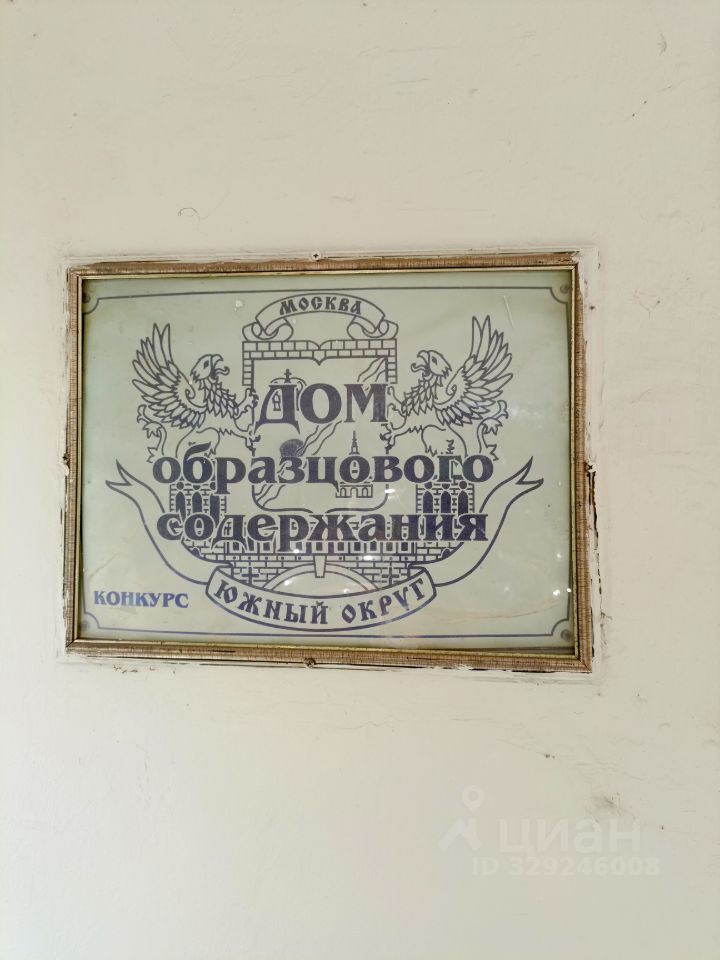 МОСКВА
ДОМ
образцового
содержания
КОНКУРС
ЮЖНЫЙ ОКРУГ
циан
ID 329246008